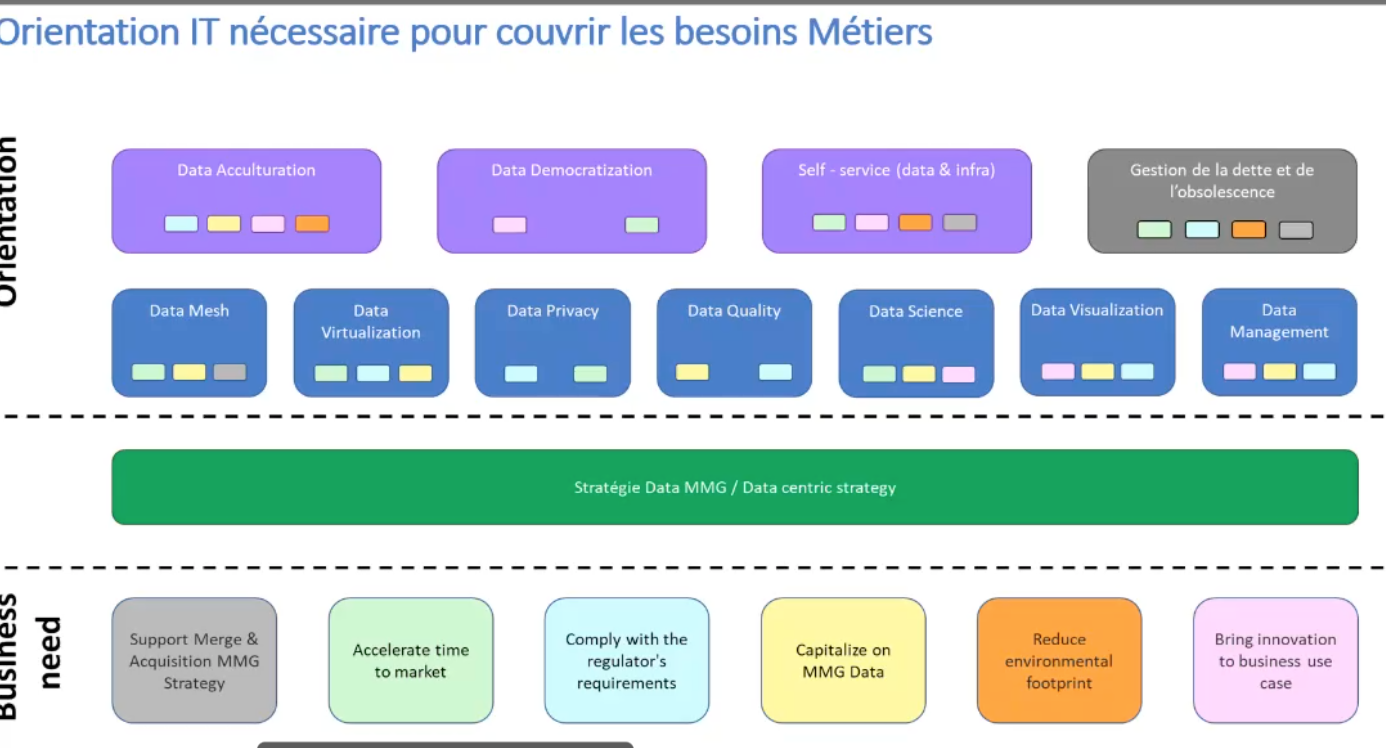 Orientation IT nécessaire pour couvrir les besoins Métiers
Orientation
Data Acculturation
Data Democratization
Self - service (data & infra)
Gestion de la dette et de
l’obsolescence
Data Mesh
Data
Virtualization
Data Privacy
Data Quality
Data Science
Data Visualization
Data
Management
Stratégie Data MMG / Data centric strategy
Business
need
Support Merge &
Acquisition MMG
Strategy
Accelerate time
to market
Comply with the
regulator's
requirements
Capitalize on
MMG Data
Reduce
environmental
footprint
Bring innovation
to business use
case